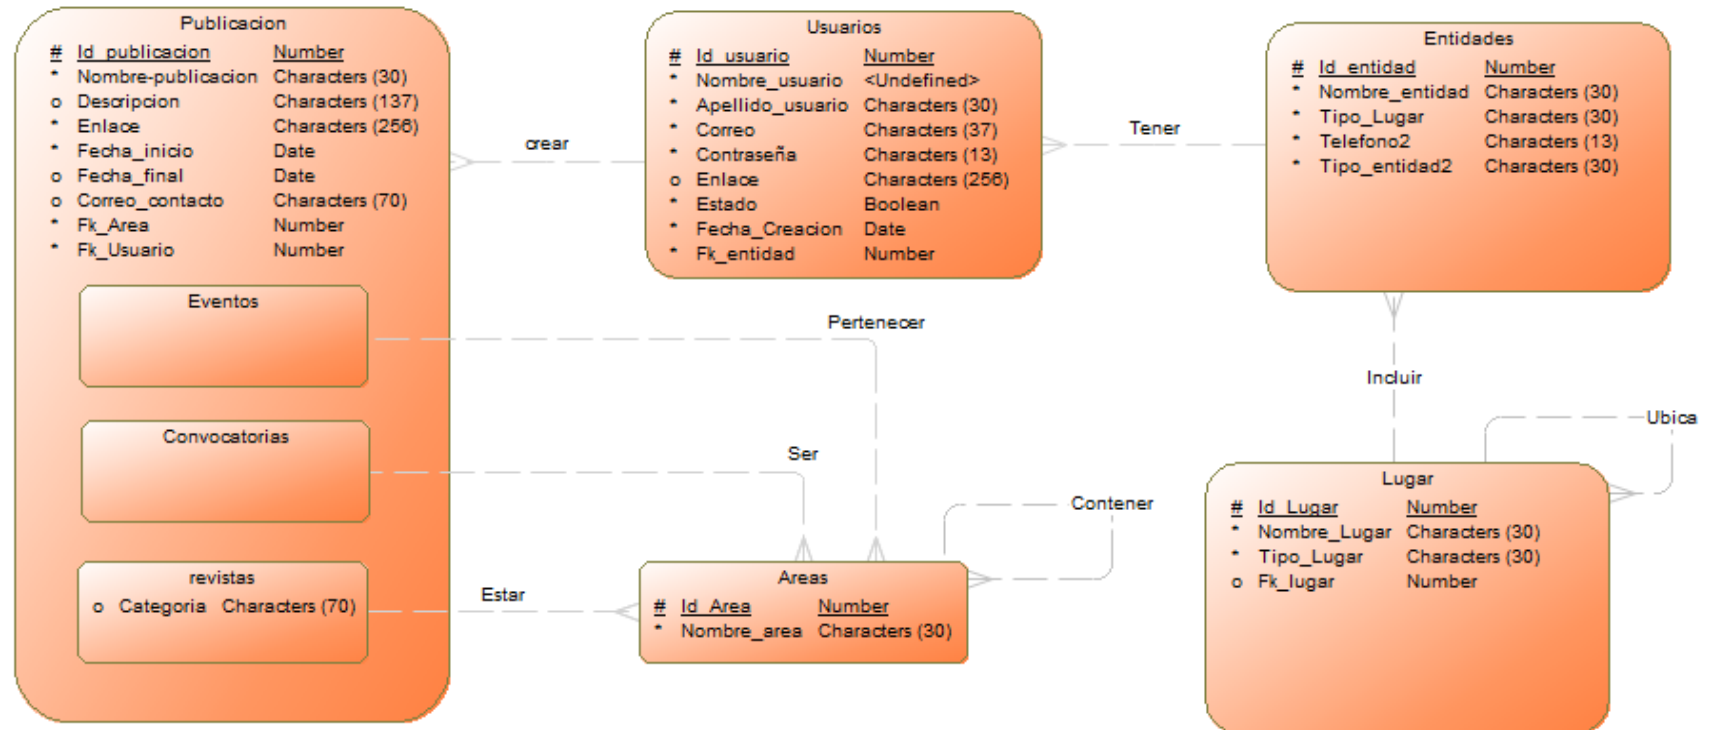 Publicacion
# Id_publicacion Number
* Nombre-publicacion Characters (30)
o Descripcion Characters (137)
* Enlace Characters (256)
* Fecha_inicio Date
o Fecha_final Date
o Correo_contacto Characters (70)
* Fk_Area Number
* Fk_Usuario Number
Eventos
Convocatorias
revistas
o Categoria Characters (70)
crear
Usuarios
# Id_usuario Number
* Nombre_usuario <Undefined>
* Apellido_usuario Characters (30)
* Correo Characters (37)
* Contraseña Characters (13)
o Enlace Characters (256)
* Estado Boolean
* Fecha_Creacion Date
* Fk_entidad Number
Tener
Entidades
# Id_entidad Number
* Nombre_entidad Characters (30)
* Tipo_Lugar Characters (30)
* Telefono2 Characters (13)
* Tipo_entidad2 Characters (30)
Pertenecer
Ser
Estar
Contener
Areas
# Id_Area Number
* Nombre_area Characters (30)
Incluir
Ubica
Lugar
# Id_Lugar Number
* Nombre_Lugar Characters (30)
* Tipo_Lugar Characters (30)
o Fk_lugar Number